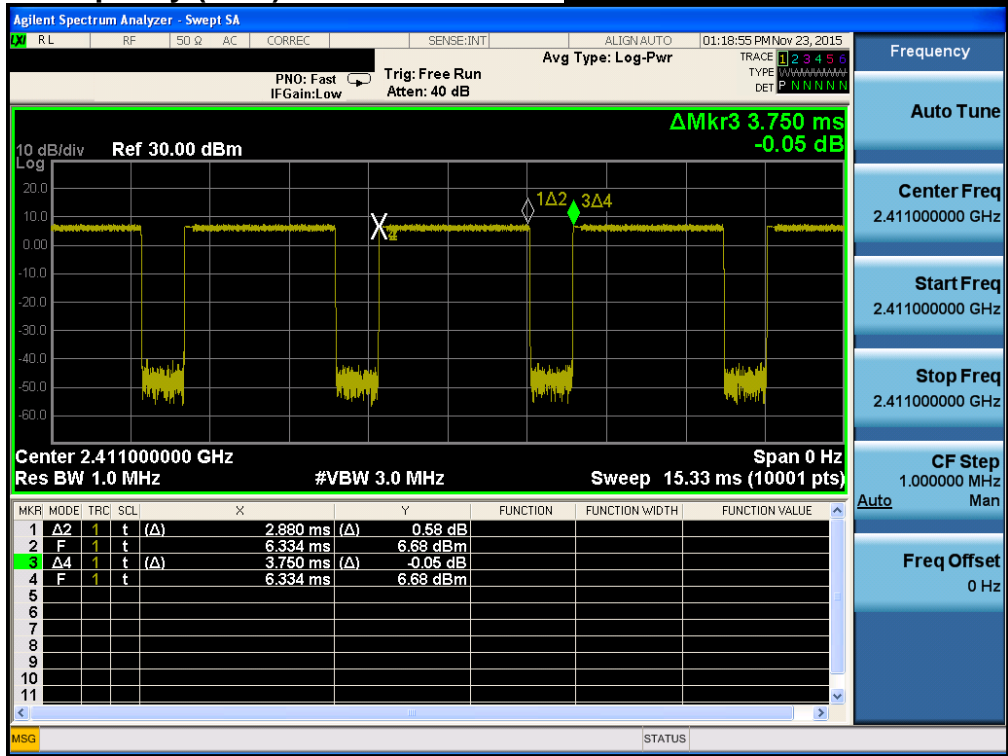 Agilent Spectrum Analyzer - Swept SA
LXI RL RF 50 Ω AC CORREC SENSE:INT ALIGN AUTO 01:18:55 PM Nov 23, 2015
Avg Type: Log-Pwr TRACE 1 2 3 4 5 6
PNO: Fast Trig: Free Run TYPE
IFGain:Low Atten: 40 dB DET P N N N N N
ΔMkr3 3.750 ms
-0.05 dB
10 dB/div Ref 30.00 dBm
Log
20.0
1Δ2 3Δ4
10.0
0.00
-10.0
-20.0
-30.0
-40.0
-50.0
-60.0
Center 2.411000000 GHz Span 0 Hz
Res BW 1.0 MHz #VBW 3.0 MHz Sweep 15.33 ms (10001 pts)
MKR MODE TRC SCL X Y FUNCTION FUNCTION WIDTH FUNCTION VALUE
1 Δ2 1 t (Δ) 2.880 ms (Δ) 0.58 dB
2 F 1 t 6.334 ms 6.68 dBm
3 Δ4 1 t (Δ) 3.750 ms (Δ) -0.05 dB
4 F 1 t 6.334 ms 6.68 dBm
5
6
7
8
9
10
11
MSG STATUS
Frequency
Auto Tune
Center Freq
2.411000000 GHz
Start Freq
2.411000000 GHz
Stop Freq
2.411000000 GHz
CF Step
1.000000 MHz
Auto Man
Freq Offset
0 Hz